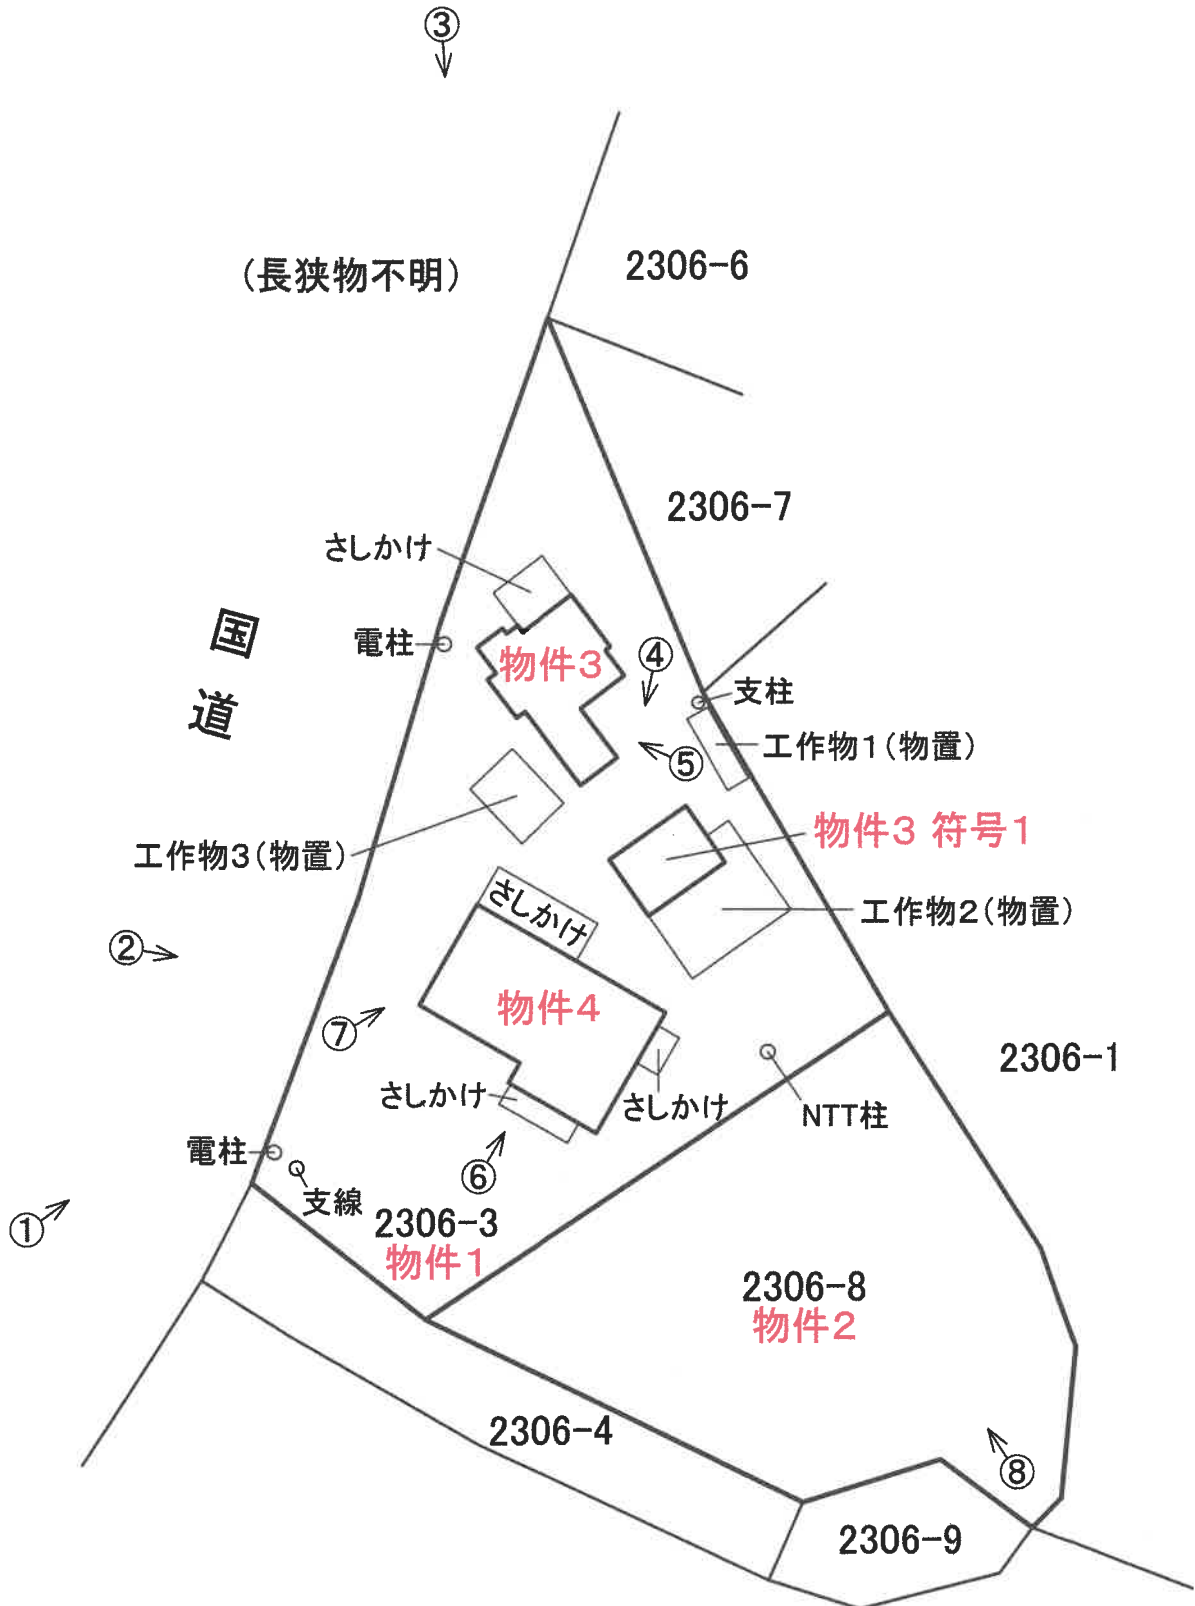 ③
(長狭物不明)
2306-6
2306-7
さしかけ
国道
電柱
物件3
④
支柱
⑤
工作物1(物置)
物件3 符号1
工作物3(物置)
さしかけ
工作物2(物置)
②
物件4
⑦
2306-1
さしかけ
さしかけ
NTT柱
電柱
⑥
支線
①
2306-3
物件1
2306-8
物件2
2306-4
⑧
2306-9